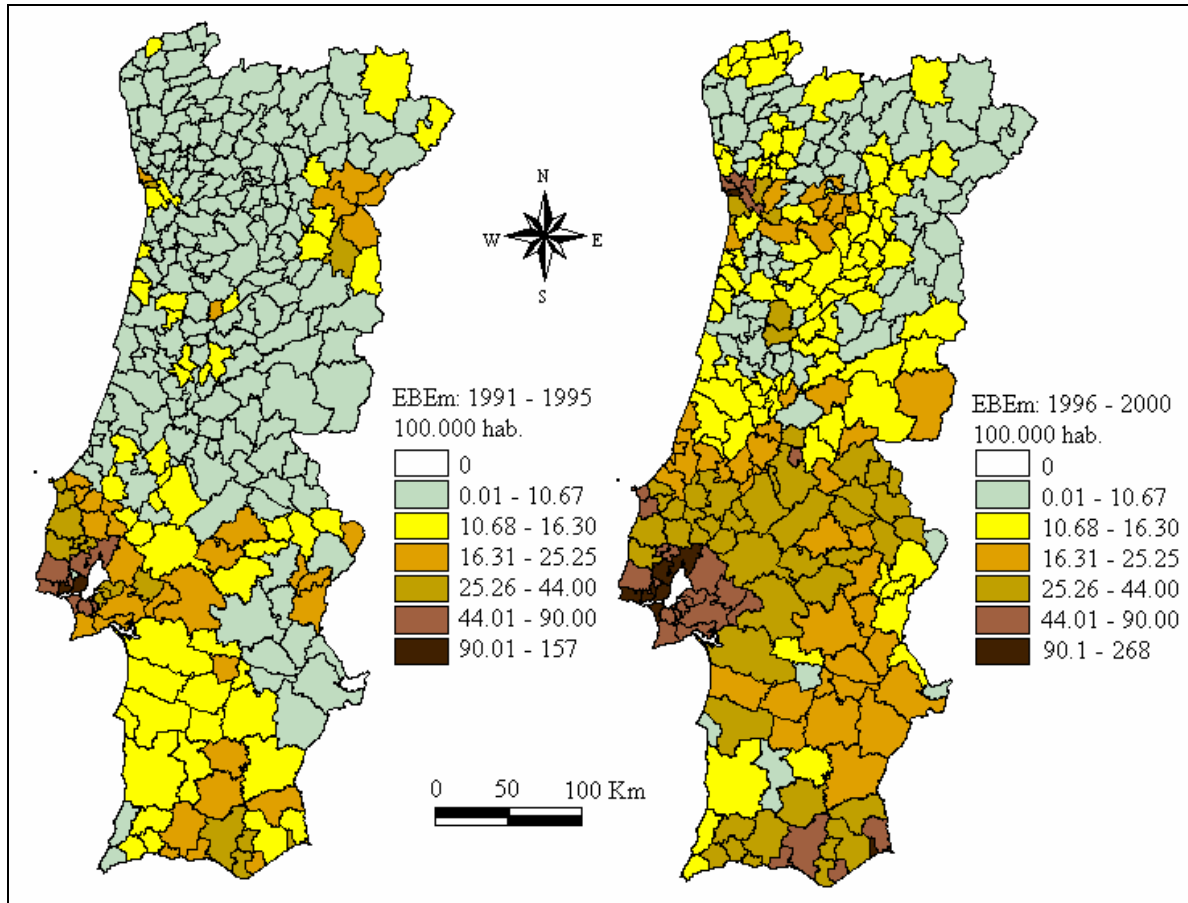 N
W
E
S
EBEm: 1991 - 1995
100.000 hab.
0
0.01 - 10.67
10.68 - 16.30
16.31 - 25.25
25.26 - 44.00
44.01 - 90.00
90.01 - 157
EBEm: 1996 - 2000
100.000 hab.
0
0.01 - 10.67
10.68 - 16.30
16.31 - 25.25
25.26 - 44.00
44.01 - 90.00
90.1 - 268
0 50 100 Km